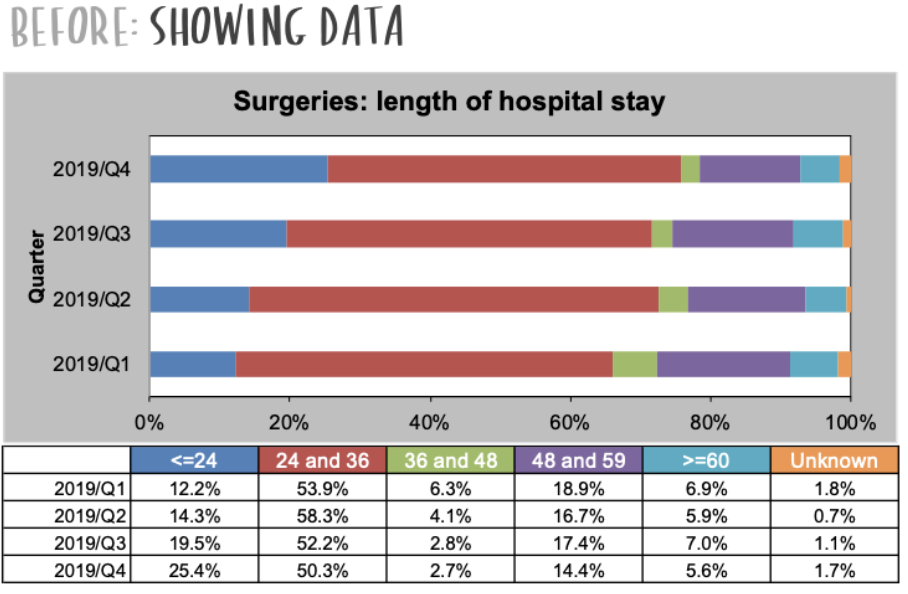 BEFORE: SHOWING DATA
Surgeries: length of hospital stay
Quarter
2019/Q4
2019/Q3
2019/Q2
2019/Q1
0% 20% 40% 60% 80% 100%
<=24 24 and 36 36 and 48 48 and 59 >=60 Unknown
2019/Q1 12.2% 53.9% 6.3% 18.9% 6.9% 1.8%
2019/Q2 14.3% 58.3% 4.1% 16.7% 5.9% 0.7%
2019/Q3 19.5% 52.2% 2.8% 17.4% 7.0% 1.1%
2019/Q4 25.4% 50.3% 2.7% 14.4% 5.6% 1.7%